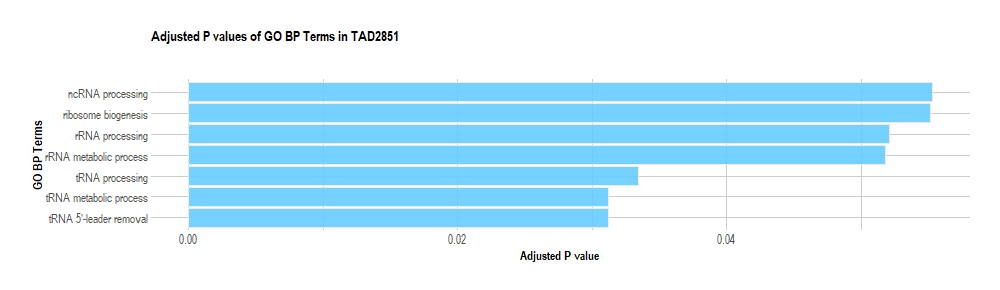 Adjusted P values of GO BP Terms in TAD2851
GO BP Terms
ncRNA processing
ribosome biogenesis
rRNA processing
rRNA metabolic process
tRNA processing
tRNA metabolic process
tRNA 5'-leader removal
0.00 0.02 0.04
Adjusted P value